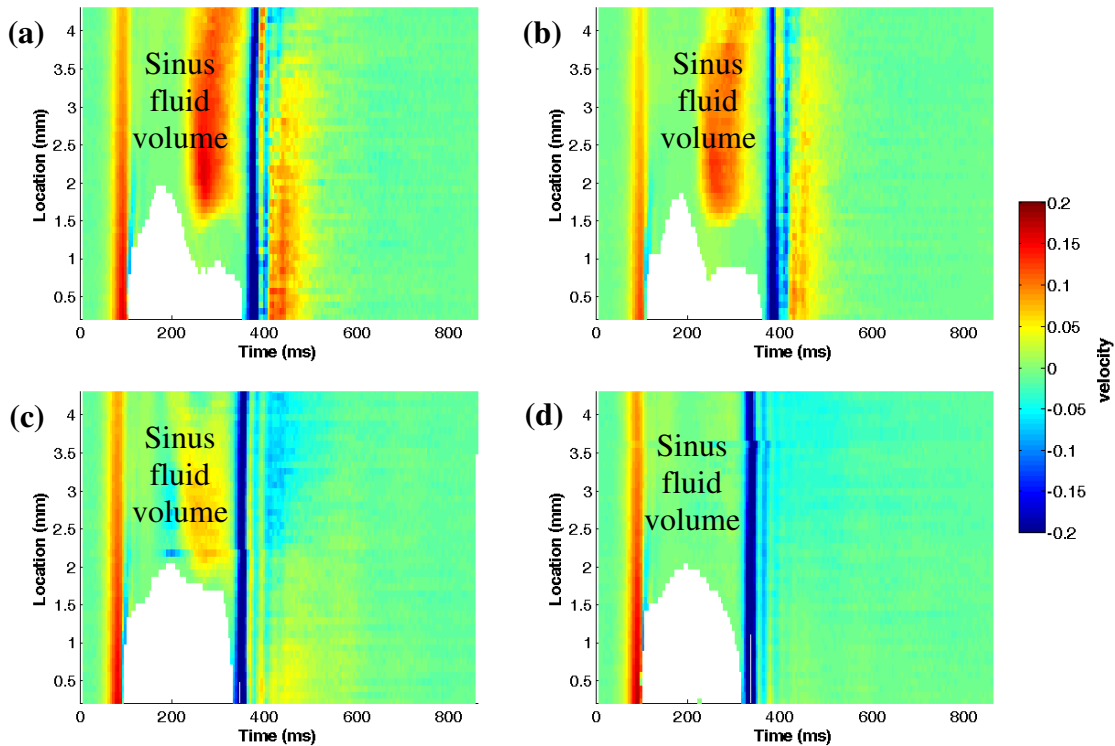 (a)
Sinus
fluid
volume
Location (mm)
4
3.5
3
2.5
2
1.5
1
0.5
0
200
400
600
800
Time (ms)
(b)
Sinus
fluid
volume
Location (mm)
4
3.5
3
2.5
2
1.5
1
0.5
0
200
400
600
800
Time (ms)
(c)
Sinus
fluid
volume
Location (mm)
4
3.5
3
2.5
2
1.5
1
0.5
0
200
400
600
800
Time (ms)
(d)
Sinus
fluid
volume
Location (mm)
4
3.5
3
2.5
2
1.5
1
0.5
0
200
400
600
800
Time (ms)
0.2
0.15
0.1
0.05
0
-0.05
-0.1
-0.15
-0.2
velocity